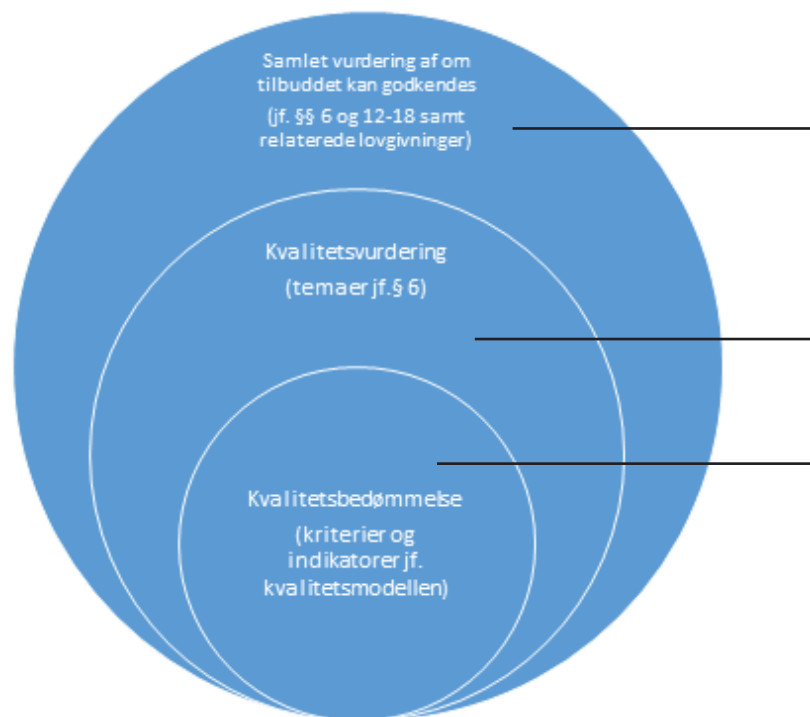 Samlet vurdering af om
tilbuddet kan godkendes
(jf. §§ 6 og 12-18 samt
relaterede lovgivninger)
Kvalitetsvurdering
(temaer jf. § 6)
Kvalitetsbedømmelse
(kriterier og
indikatorer jf.
kvalitetsmodellen)